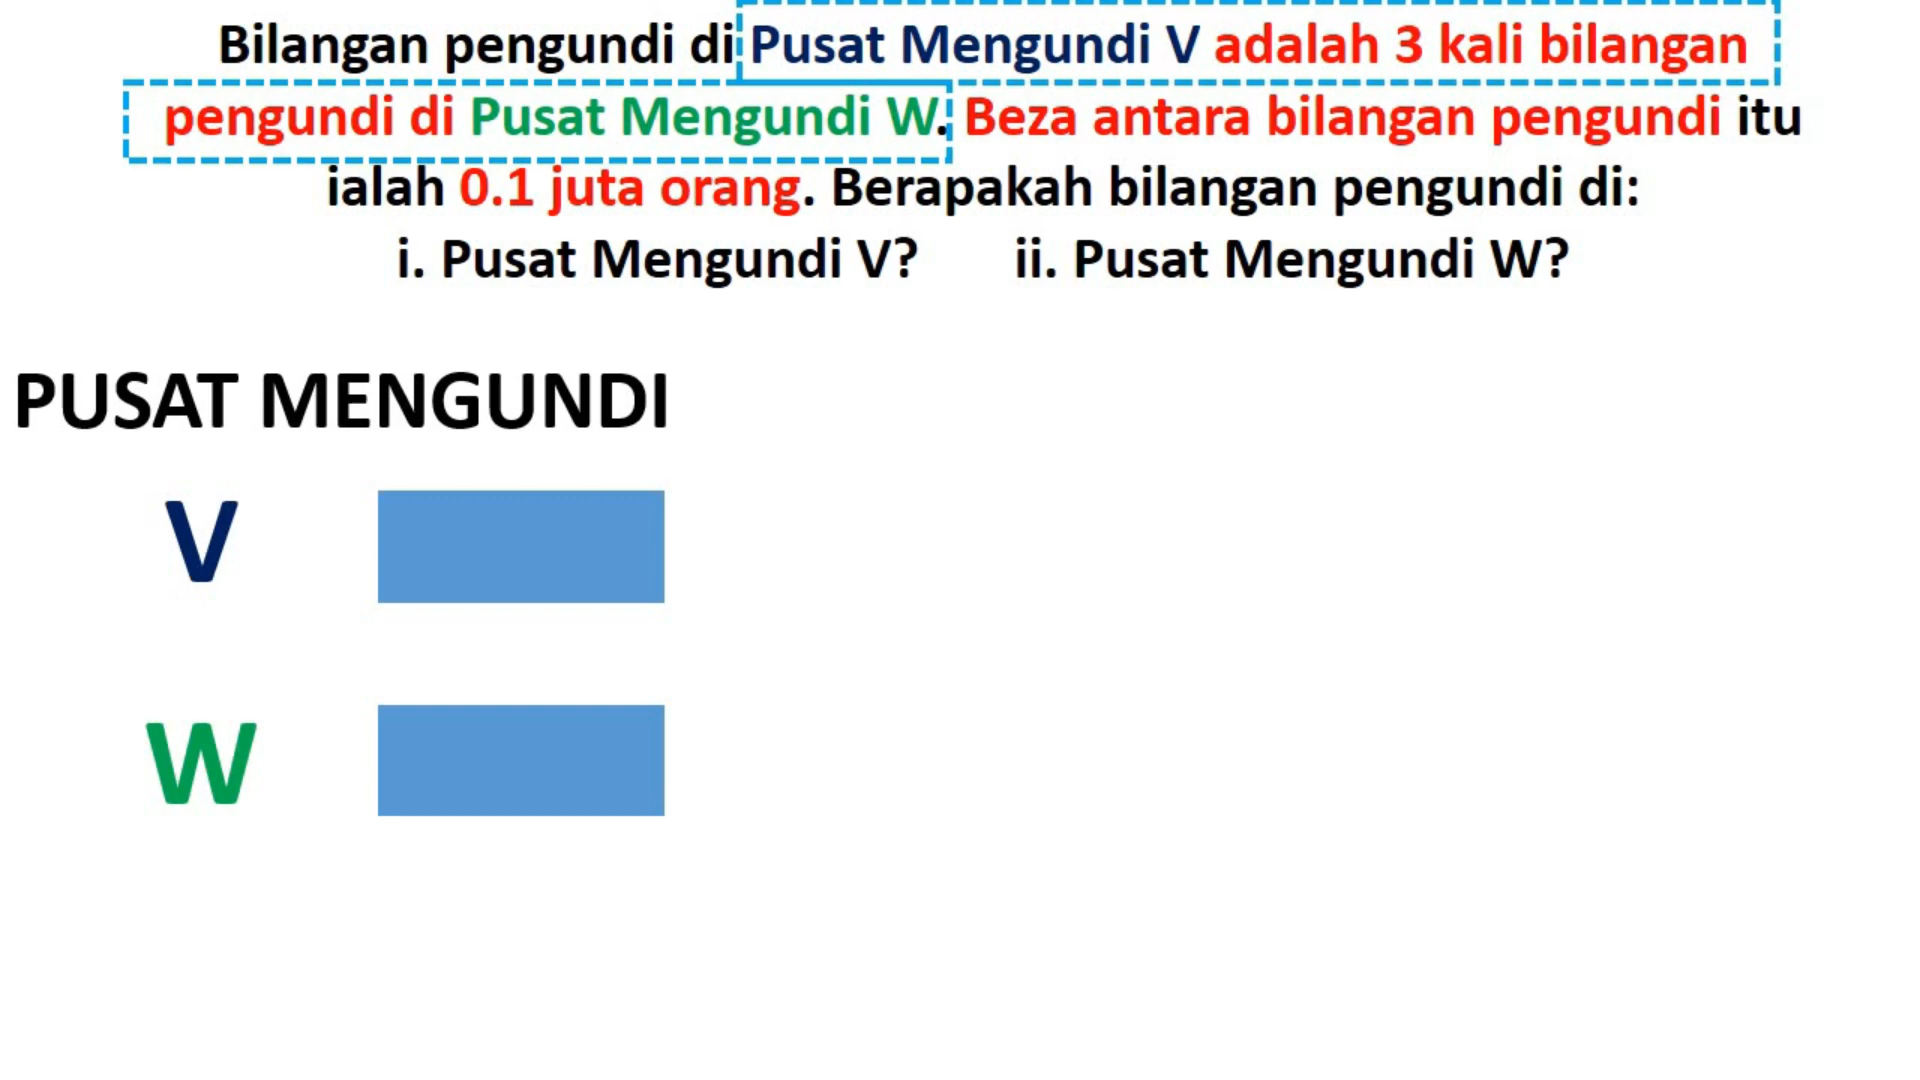 Bilangan pengundi di Pusat Mengundi V adalah 3 kali bilangan
pengundi di Pusat Mengundi W. Beza antara bilangan pengundi itu
ialah 0.1 juta orang. Berapakah bilangan pengundi di:
i. Pusat Mengundi V? ii. Pusat Mengundi W?
PUSAT MENGUNDI
V
W